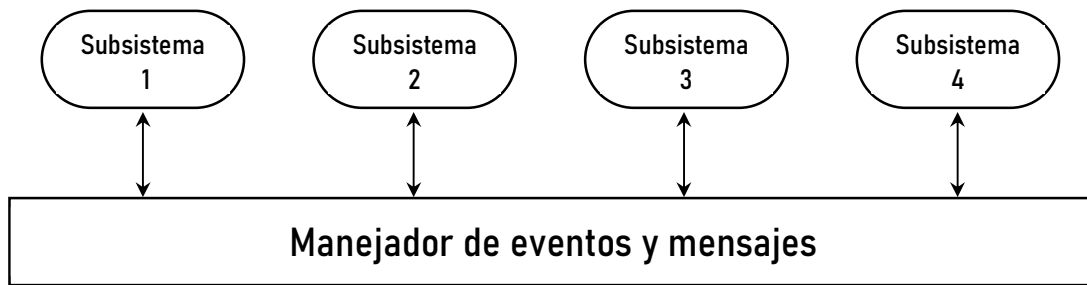 Subsistema
1
Subsistema
2
Subsistema
3
Subsistema
4
Manejador de eventos y mensajes